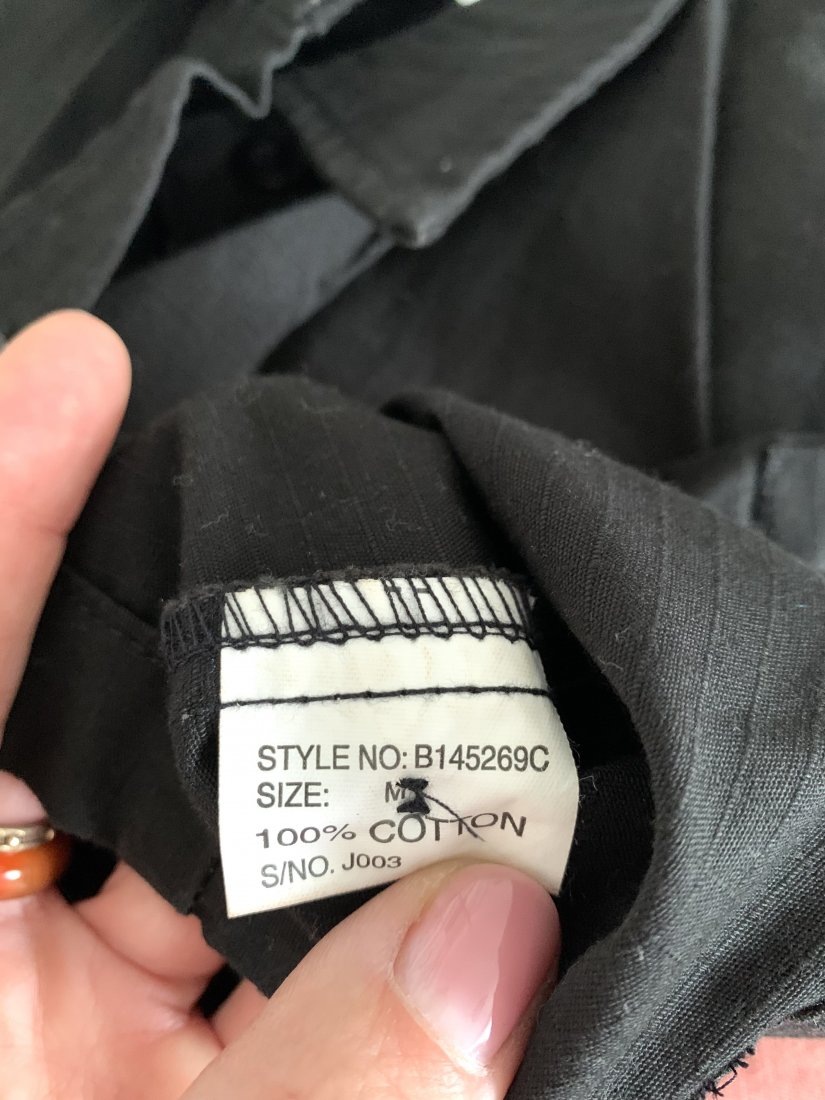 STYLE NO: B145269C
SIZE: M
100% COTTON
S/NO. J003